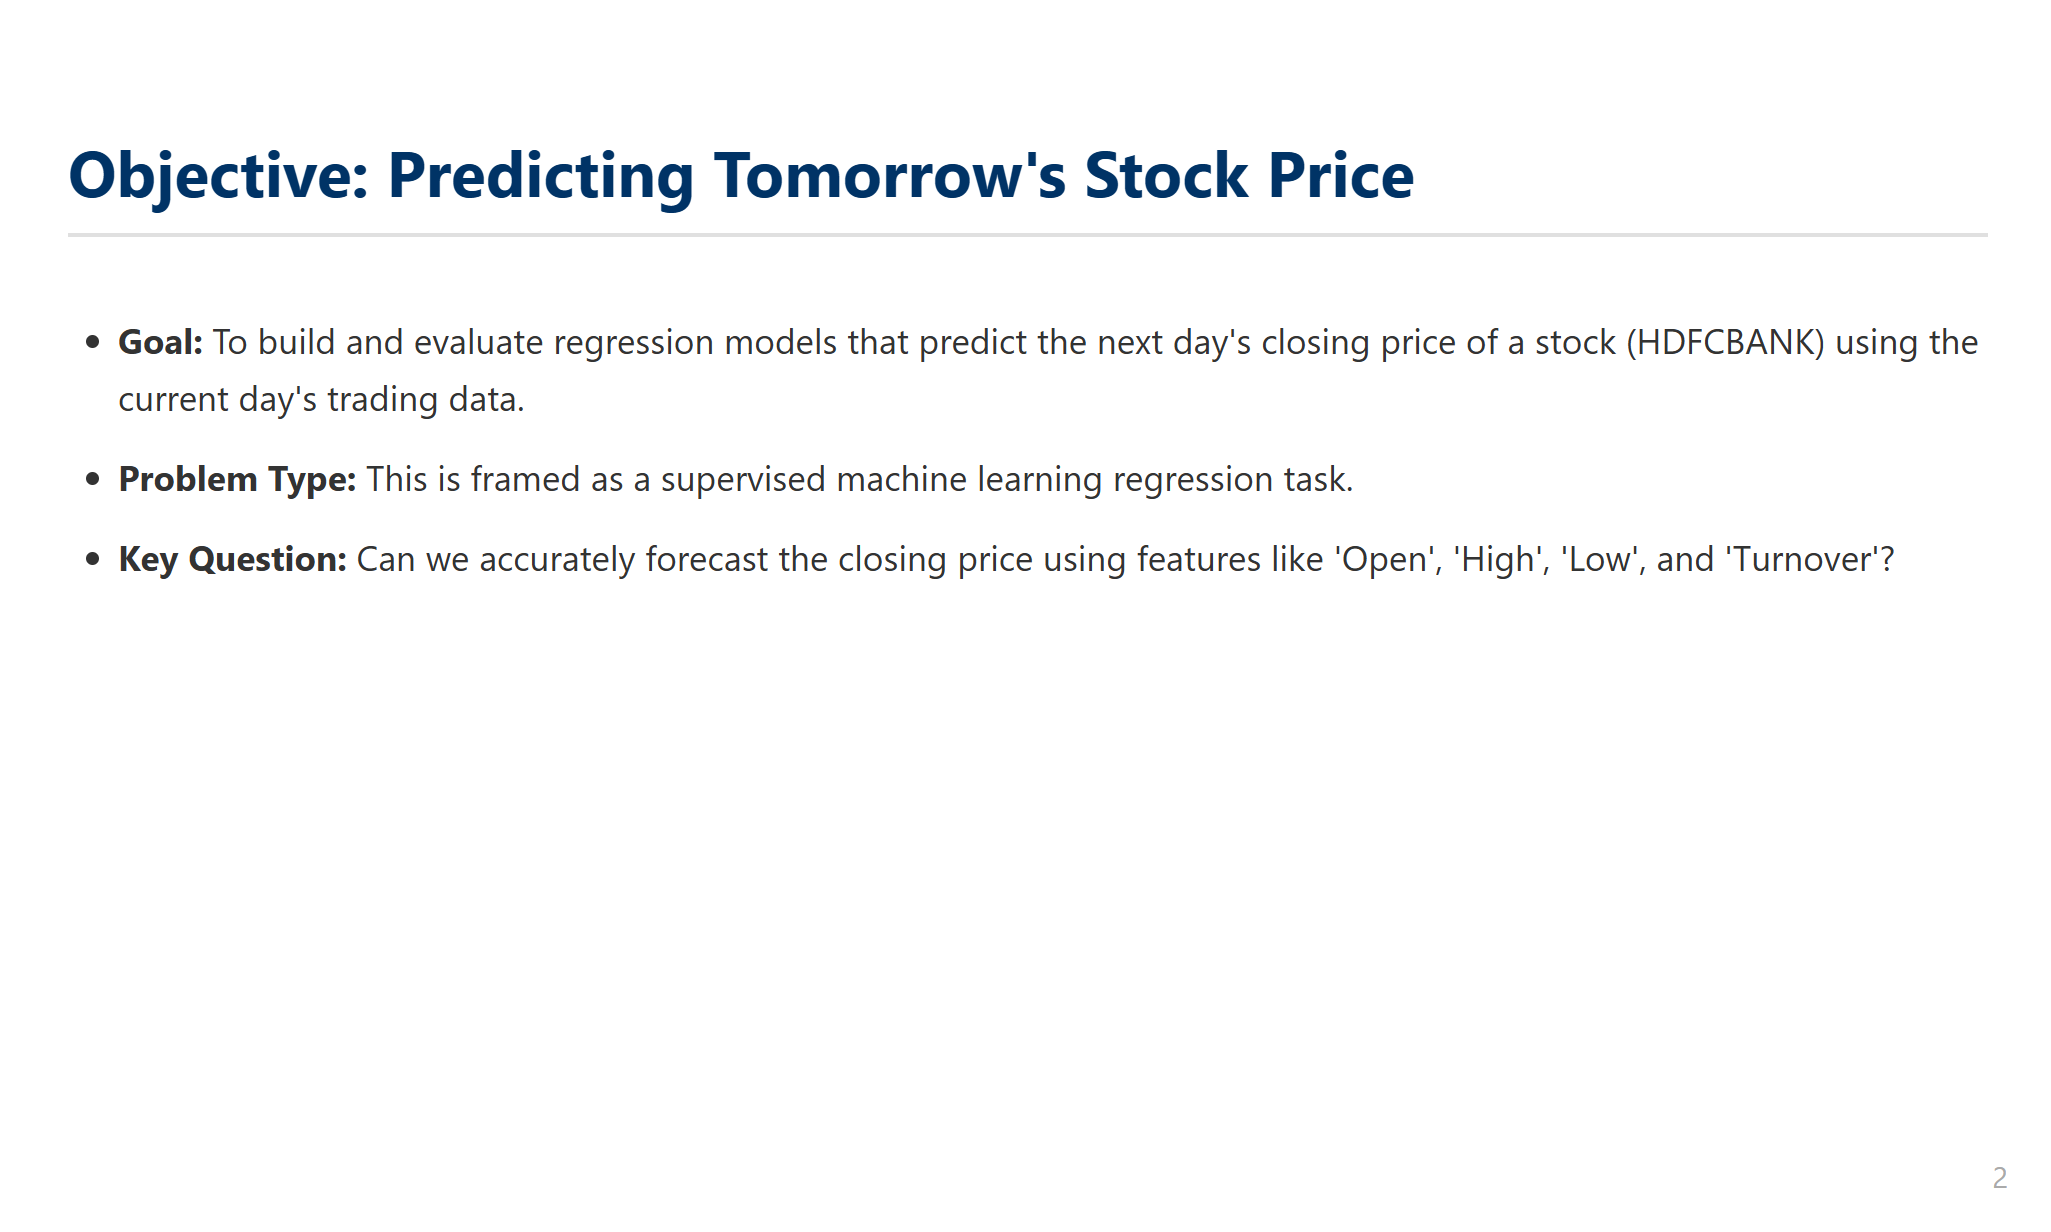 Objective: Predicting Tomorrow's Stock Price
• Goal: To build and evaluate regression models that predict the next day's closing price of a stock (HDFCBANK) using the
current day's trading data.
• Problem Type: This is framed as a supervised machine learning regression task.
• Key Question: Can we accurately forecast the closing price using features like 'Open', 'High', 'Low', and 'Turnover'?
2